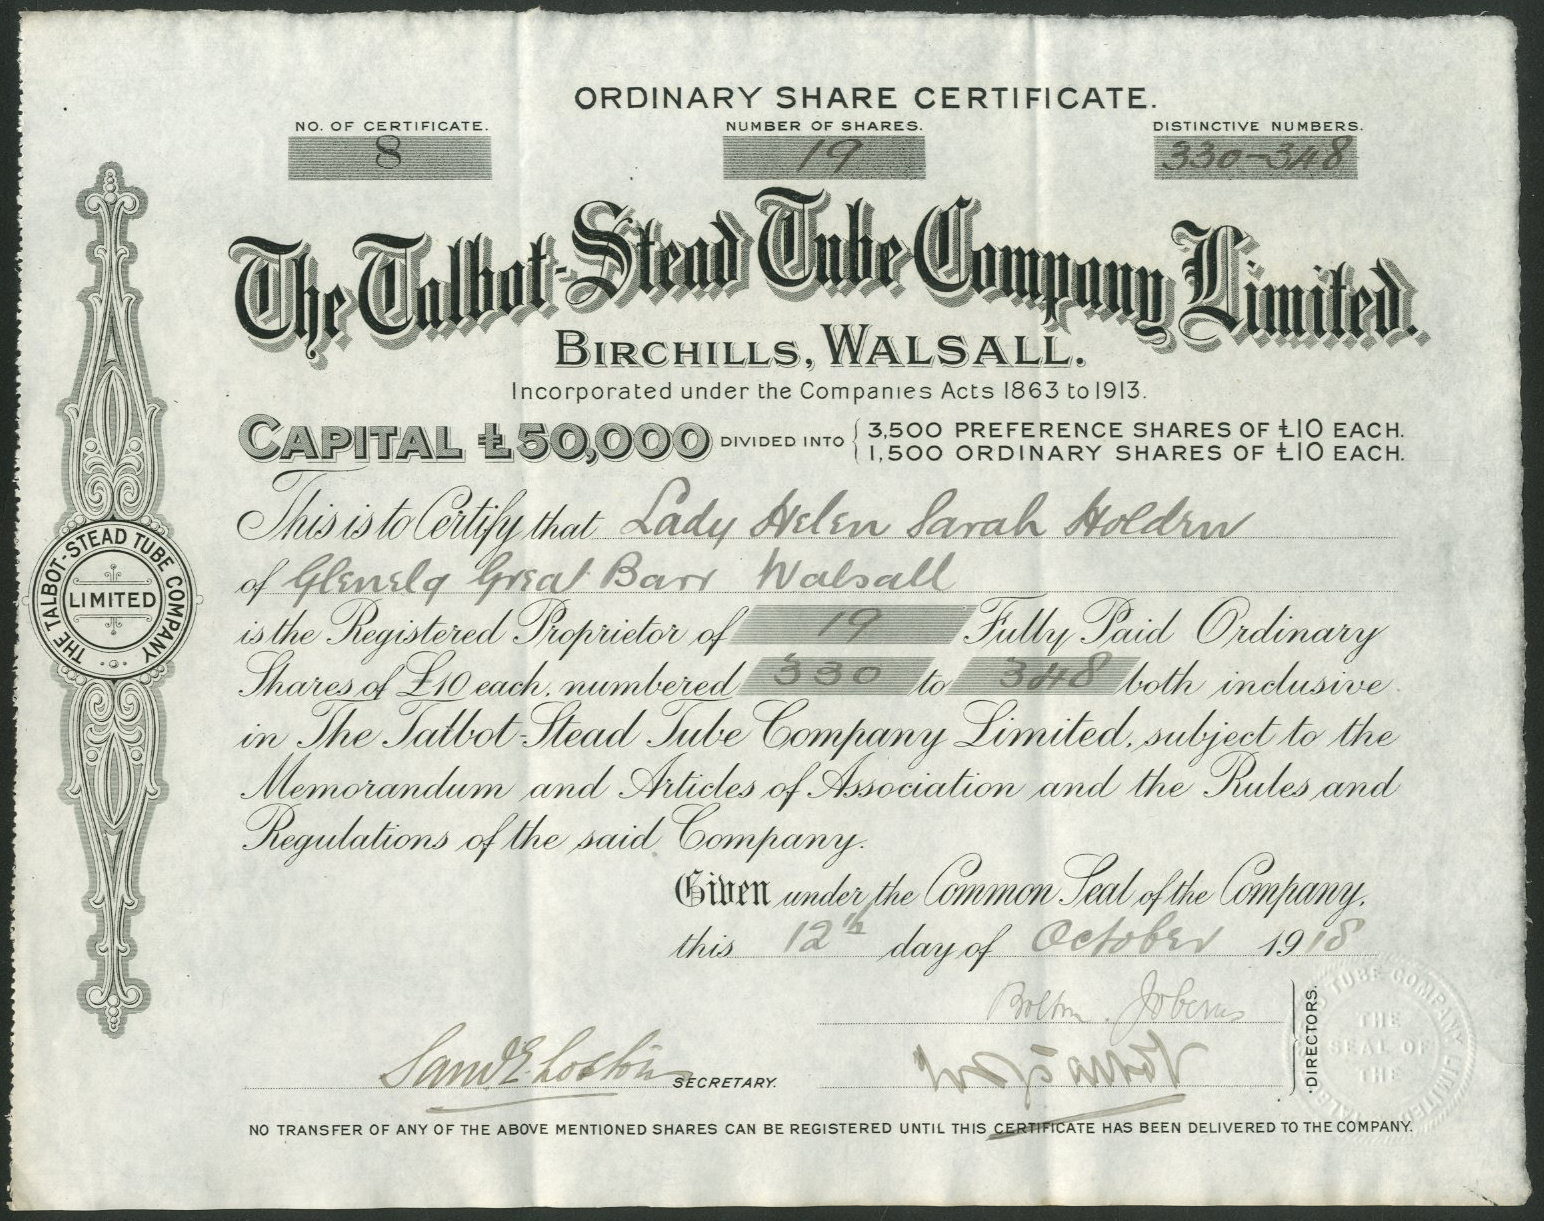 ORDINARY SHARE CERTIFICATE.
NO. OF CERTIFICATE. NUMBER OF SHARES. DISTINCTIVE NUMBERS.
8 19 330-348
The Talbot-Stead Tube Company Limited.
BIRCHILLS, WALSALL.
Incorporated under the Companies Acts 1863 to 1913.
CAPITAL £50,000 DIVIDED INTO { 3,500 PREFERENCE SHARES OF £10 EACH.
1,500 ORDINARY SHARES OF £10 EACH.
This is to Certify that Lady Helen Sarah Holden
of Glenelg Great Barr Walsall
is the Registered Proprietor of 19 Fully Paid Ordinary
Shares of £10 each, numbered 330 to 348 both inclusive
in The Talbot-Stead Tube Company Limited, subject to the
Memorandum and Articles of Association and the Rules and
Regulations of the said Company.
Given under the Common Seal of the Company,
this 12th day of October 1918
SECRETARY.
DIRECTORS.
NO TRANSFER OF ANY OF THE ABOVE MENTIONED SHARES CAN BE REGISTERED UNTIL THIS CERTIFICATE HAS BEEN DELIVERED TO THE COMPANY.
THE TALBOT-STEAD TUBE COMPANY
LIMITED
TUBE COMPANY LIMITED
THE
SEAL OF
THE